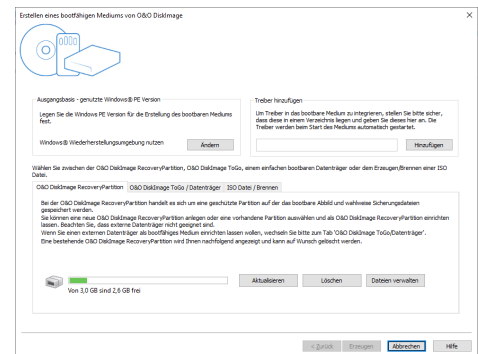 Erstellen eines bootfähigen Mediums von O&O DiskImage
Ausgangsbasis - genutzte Windows® PE Version
Legen Sie die Windows PE Version für die Erstellung des bootbaren Mediums
fest.
Windows® Wiederherstellungsumgebung nutzen
Ändern
Treiber hinzufügen
Um Treiber in das bootbare Medium zu integrieren, stellen Sie bitte sicher,
dass diese in einem Verzeichnis liegen und geben Sie dieses hier an. Die
Treiber werden beim Start des Mediums automatisch gestartet.
Hinzufügen
Wählen Sie zwischen der O&O DiskImage RecoveryPartition, O&O DiskImage ToGo, einem einfachen bootbaren Datenträger oder dem Erzeugen/Brennen einer ISO
Datei.
O&O DiskImage RecoveryPartition O&O DiskImage ToGo / Datenträger ISO Datei / Brennen
Bei der O&O DiskImage RecoveryPartition handelt es sich um eine geschützte Partition auf der das bootbare Abbild und wahlweise Sicherungsdateien
gespeichert werden.
Sie können eine neue O&O DiskImage RecoveryPartition anlegen oder eine vorhandene Partition auswählen und als O&O DiskImage RecoveryPartition einrichten
lassen. Beachten Sie, dass externe Datenträger nicht geeignet sind.
Wenn Sie einen externen Datenträger als bootfähiges Medium einrichten lassen wollen, wechseln Sie bitte zum Tab 'O&O DiskImage ToGo/Datenträger'.
Eine bestehende O&O DiskImage RecoveryPartition wird Ihnen nachfolgend angezeigt und kann auf Wunsch gelöscht werden.
Aktualisieren Löschen Dateien verwalten
Von 3,0 GB sind 2,6 GB frei
< Zurück Erzeugen Abbrechen Hilfe